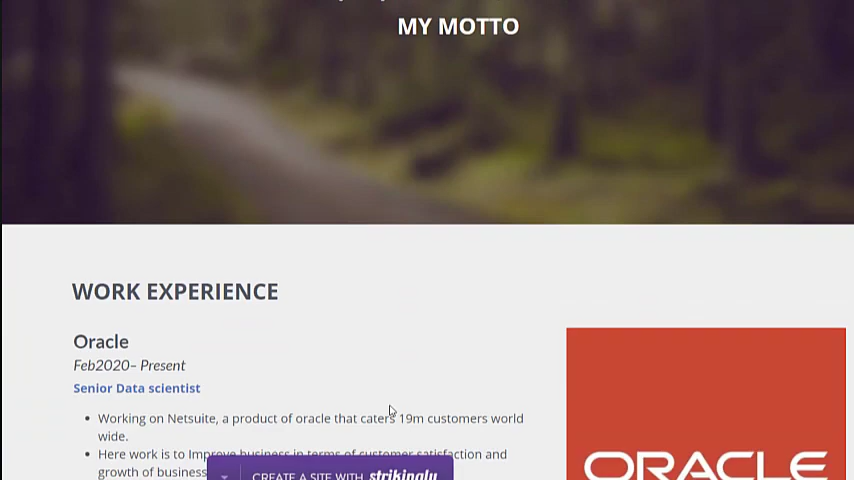 MY MOTTO
WORK EXPERIENCE
Oracle
Feb2020– Present
Senior Data scientist
• Working on Netsuite, a product of oracle that caters 19m customers world
wide.
• Here work is to Improve business in terms of customer satisfaction and
growth of business
ORACLE
CREATE A SITE WITH strikingly